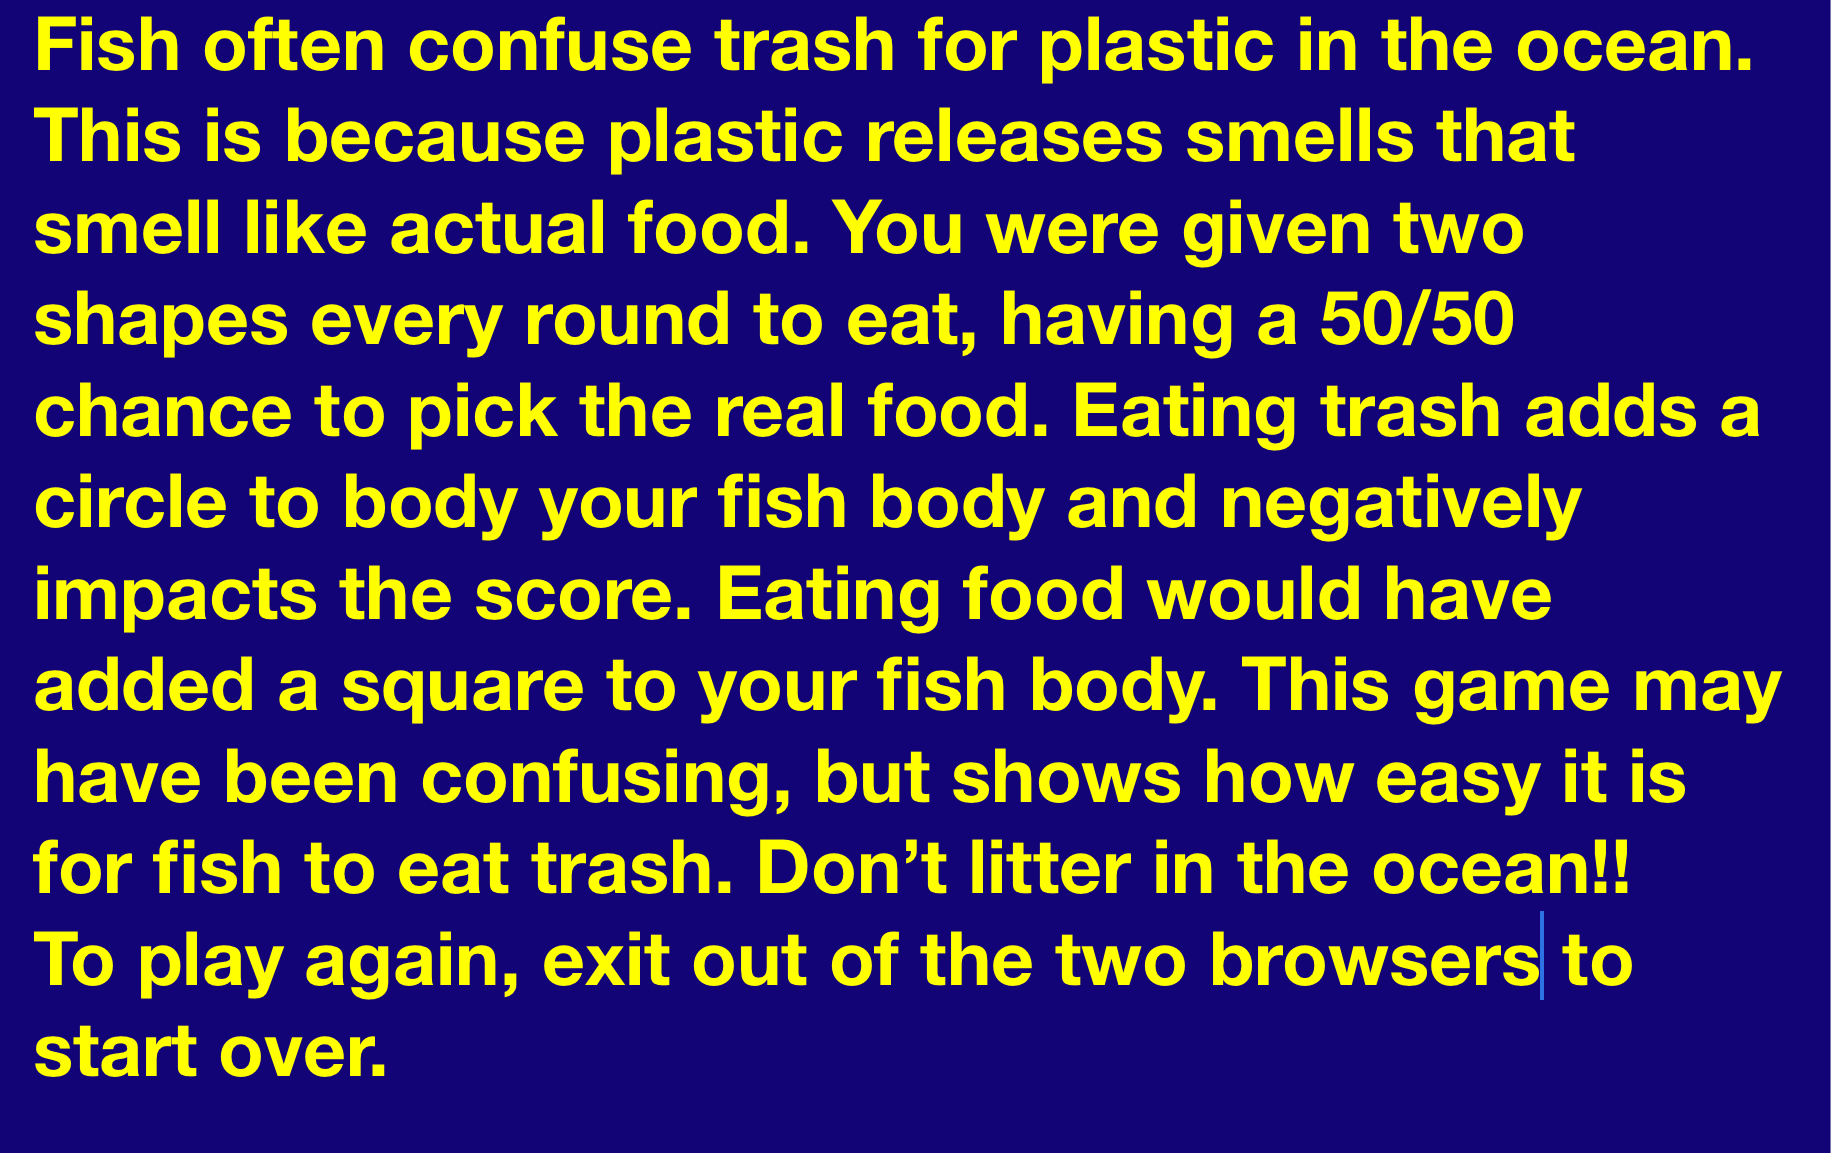 Fish often confuse trash for plastic in the ocean.
This is because plastic releases smells that
smell like actual food. You were given two
shapes every round to eat, having a 50/50
chance to pick the real food. Eating trash adds a
circle to body your fish body and negatively
impacts the score. Eating food would have
added a square to your fish body. This game may
have been confusing, but shows how easy it is
for fish to eat trash. Don’t litter in the ocean!!
To play again, exit out of the two browsers to
start over.